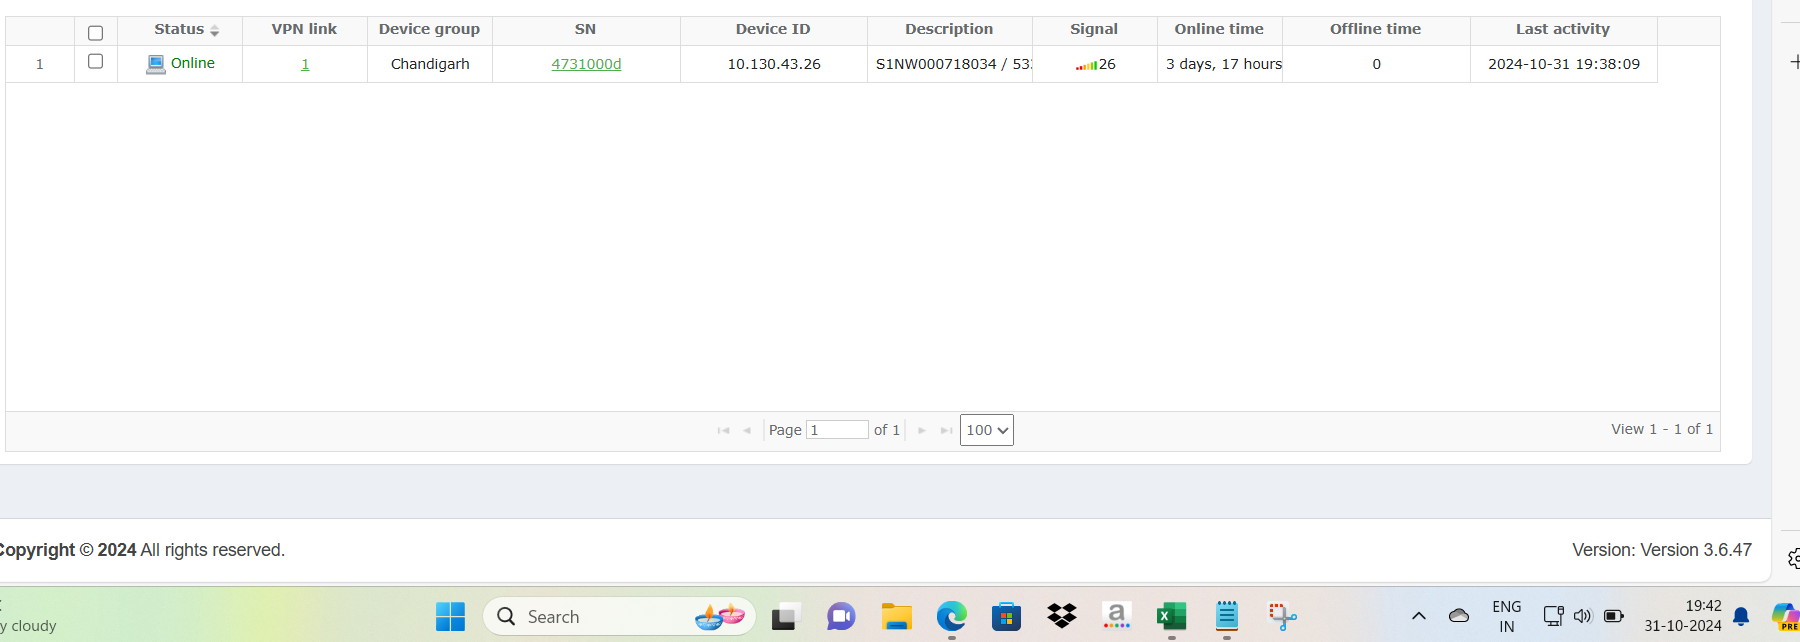 Status VPN link Device group SN Device ID Description Signal Online time Offline time Last activity
1 Online 1 Chandigarh 4731000d 10.130.43.26 S1NW000718034 / 53 26 3 days, 17 hours 0 2024-10-31 19:38:09
Page 1 of 1 100 View 1 - 1 of 1
Copyright © 2024 All rights reserved. Version: Version 3.6.47
y cloudy
Search
a
X
ENG
IN
19:42
31-10-2024
PRE